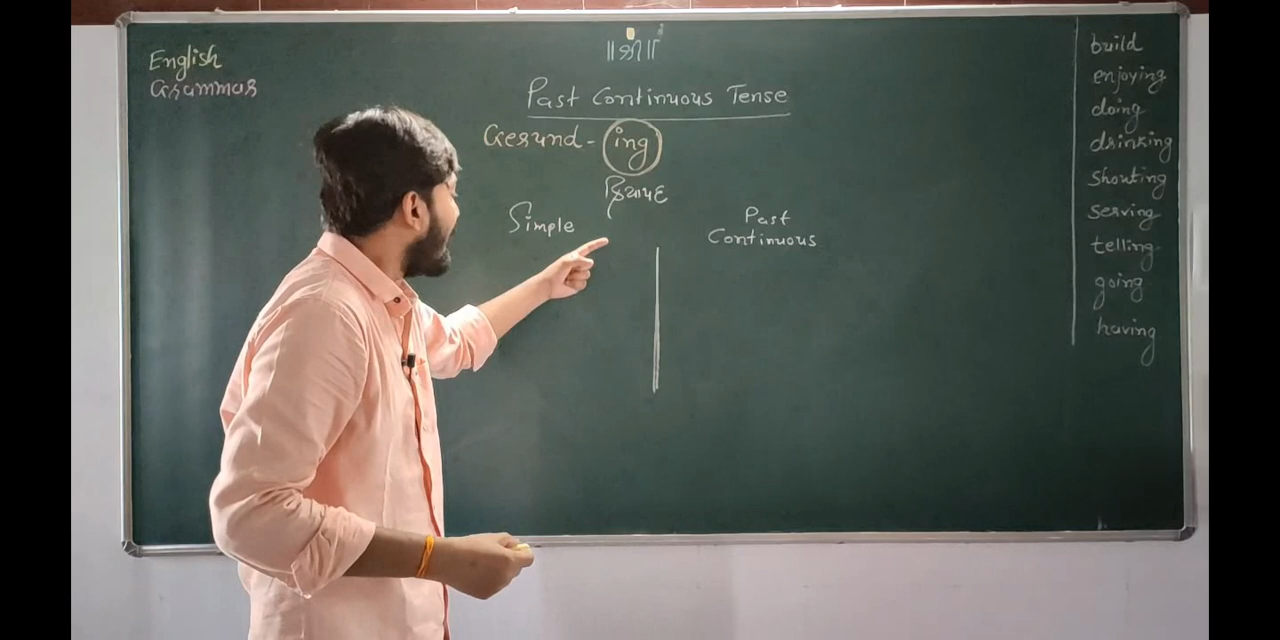 English
Grammar
॥ श्री ॥
Past Continuous Tense
Gerund - ing
ક્રિયાપદ
Simple
Past
Continuous
build
enjoying
doing
drinking
shouting
serving
telling
going
having